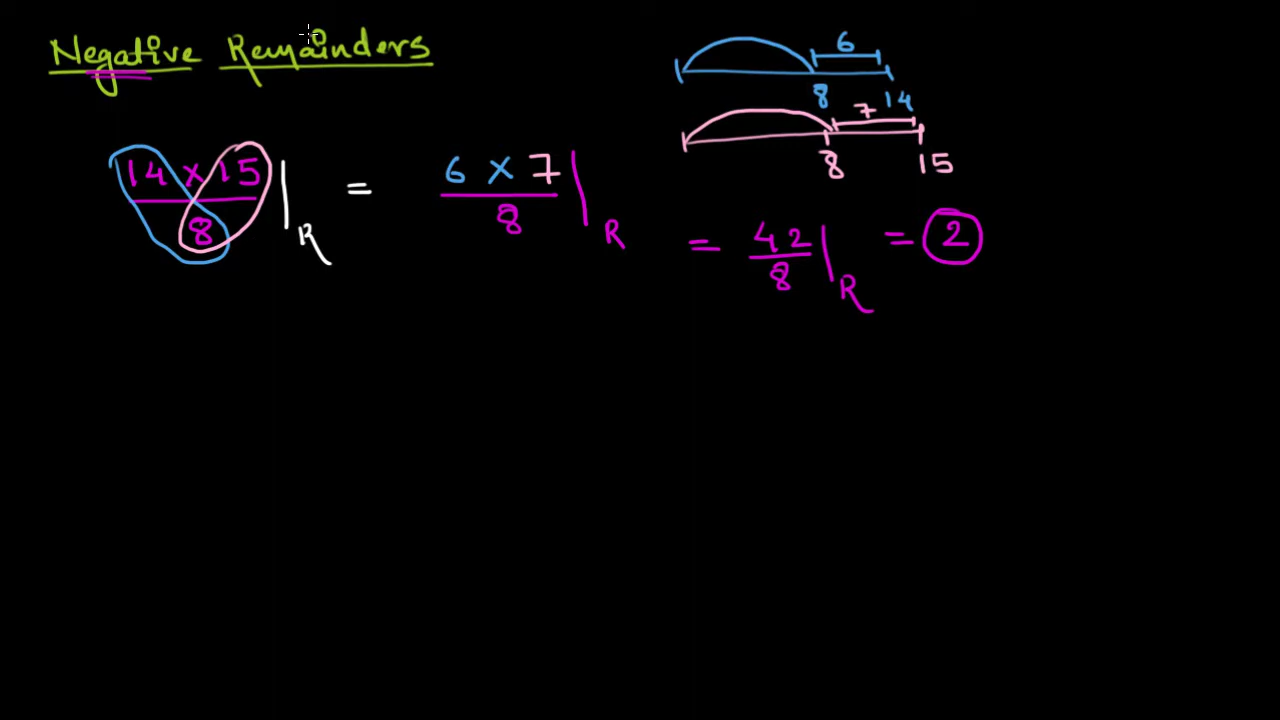 Negative Remainders
6
8 14
7
8 15
14 x 15 / 8 | R = 6 x 7 / 8 | R
= 42 / 8 | R = 2